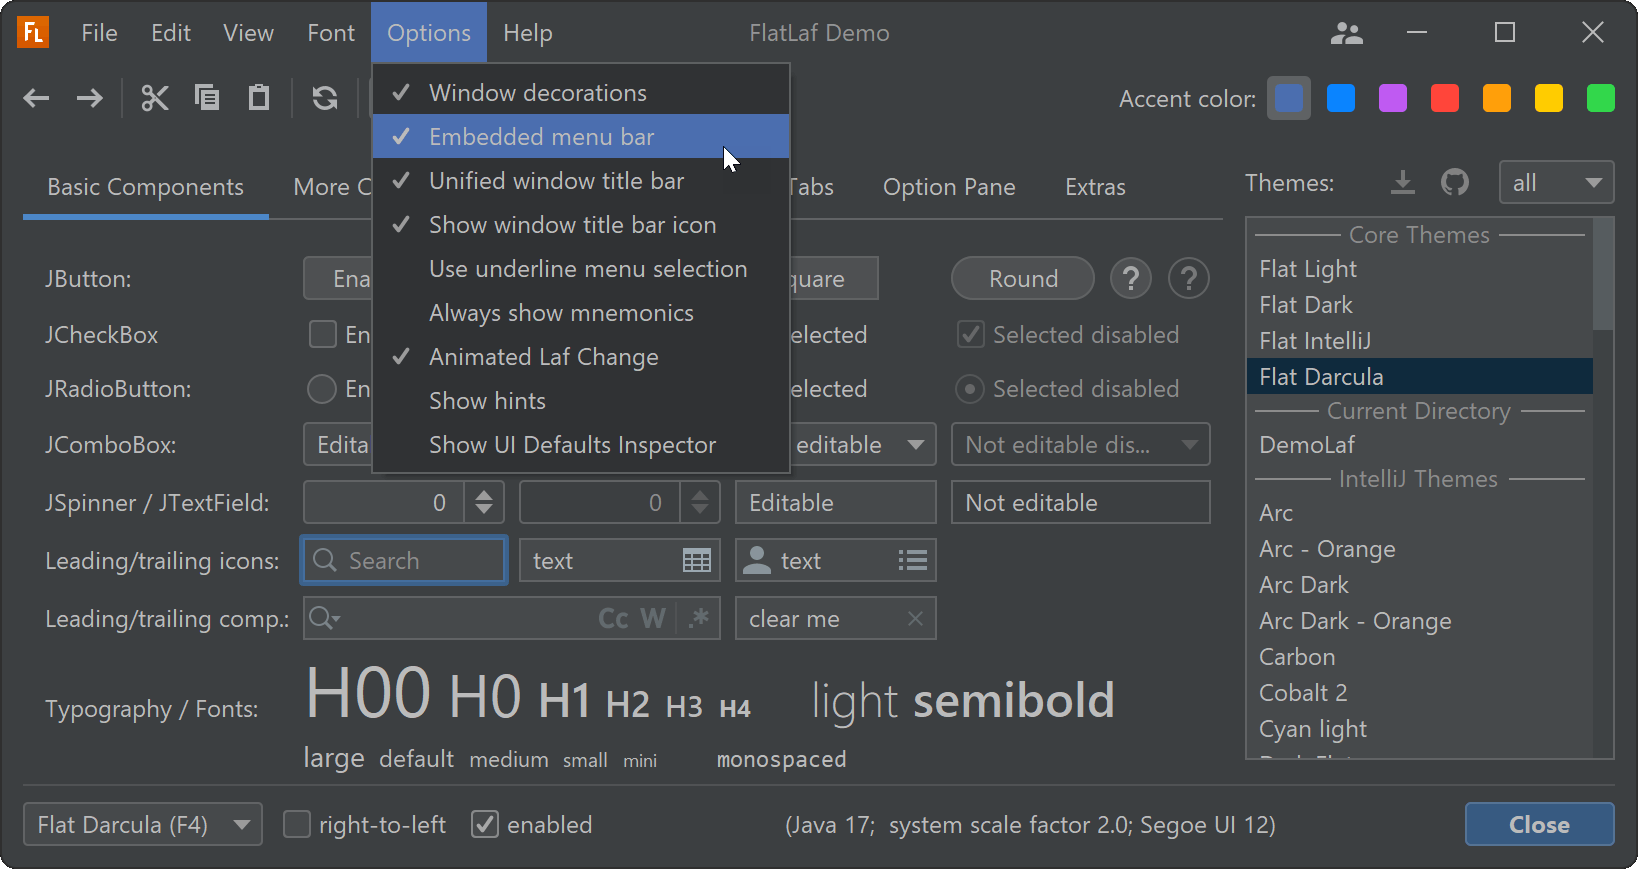 FL File Edit View Font Options Help FlatLaf Demo
Accent color:
Window decorations
Embedded menu bar
Unified window title bar
Show window title bar icon
Use underline menu selection
Always show mnemonics
Animated Laf Change
Show hints
Show UI Defaults Inspector
Basic Components More C Tabs Option Pane Extras
JButton: Ena quare Round ? ?
JCheckBox En elected Selected disabled
JRadioButton: En elected Selected disabled
JComboBox: Edita editable Not editable dis...
JSpinner / JTextField: 0 0 Editable Not editable
Leading/trailing icons: Search text text
Leading/trailing comp.: Cc W .* clear me
Typography / Fonts: H00 H0 H1 H2 H3 H4 light semibold
large default medium small mini monospaced
Themes: all
Core Themes
Flat Light
Flat Dark
Flat IntelliJ
Flat Darcula
Current Directory
DemoLaf
IntelliJ Themes
Arc
Arc - Orange
Arc Dark
Arc Dark - Orange
Carbon
Cobalt 2
Cyan light
Flat Darcula (F4) right-to-left enabled (Java 17; system scale factor 2.0; Segoe UI 12) Close